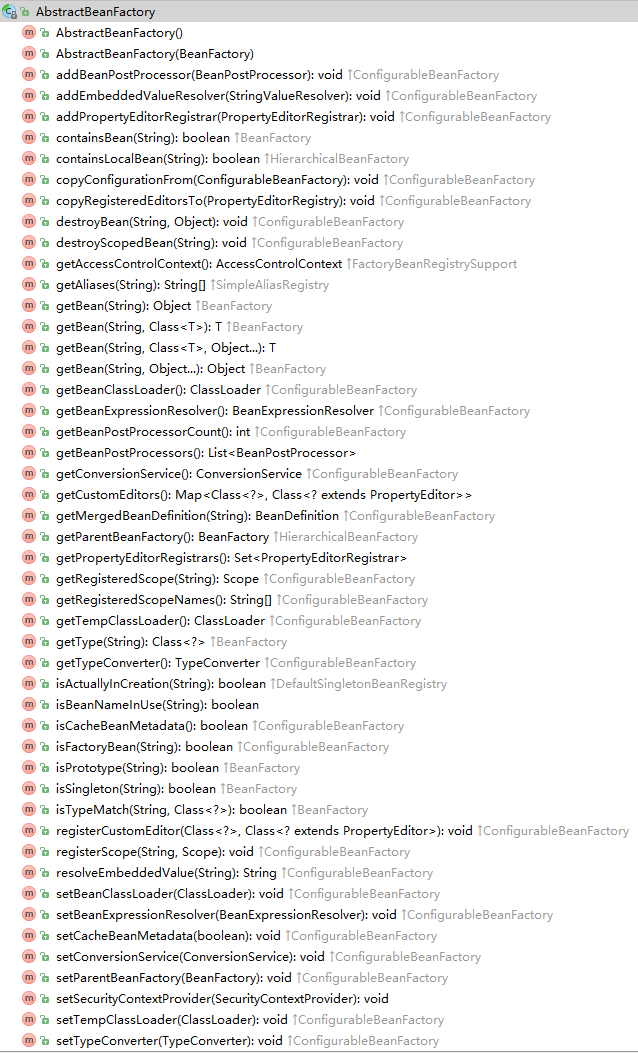 AbstractBeanFactory
AbstractBeanFactory()
AbstractBeanFactory(BeanFactory)
addBeanPostProcessor(BeanPostProcessor): void ↑ConfigurableBeanFactory
addEmbeddedValueResolver(StringValueResolver): void ↑ConfigurableBeanFactory
addPropertyEditorRegistrar(PropertyEditorRegistrar): void ↑ConfigurableBeanFactory
containsBean(String): boolean ↑BeanFactory
containsLocalBean(String): boolean ↑HierarchicalBeanFactory
copyConfigurationFrom(ConfigurableBeanFactory): void ↑ConfigurableBeanFactory
copyRegisteredEditorsTo(PropertyEditorRegistry): void ↑ConfigurableBeanFactory
destroyBean(String, Object): void ↑ConfigurableBeanFactory
destroyScopedBean(String): void ↑ConfigurableBeanFactory
getAccessControlContext(): AccessControlContext ↑FactoryBeanRegistrySupport
getAliases(String): String[] ↑SimpleAliasRegistry
getBean(String): Object ↑BeanFactory
getBean(String, Class<T>): T ↑BeanFactory
getBean(String, Class<T>, Object...): T
getBean(String, Object...): Object ↑BeanFactory
getBeanClassLoader(): ClassLoader ↑ConfigurableBeanFactory
getBeanExpressionResolver(): BeanExpressionResolver ↑ConfigurableBeanFactory
getBeanPostProcessorCount(): int ↑ConfigurableBeanFactory
getBeanPostProcessors(): List<BeanPostProcessor>
getConversionService(): ConversionService ↑ConfigurableBeanFactory
getCustomEditors(): Map<Class<?>, Class<? extends PropertyEditor>>
getMergedBeanDefinition(String): BeanDefinition ↑ConfigurableBeanFactory
getParentBeanFactory(): BeanFactory ↑HierarchicalBeanFactory
getPropertyEditorRegistrars(): Set<PropertyEditorRegistrar>
getRegisteredScope(String): Scope ↑ConfigurableBeanFactory
getRegisteredScopeNames(): String[] ↑ConfigurableBeanFactory
getTempClassLoader(): ClassLoader ↑ConfigurableBeanFactory
getType(String): Class<?> ↑BeanFactory
getTypeConverter(): TypeConverter ↑ConfigurableBeanFactory
isActuallyInCreation(String): boolean ↑DefaultSingletonBeanRegistry
isBeanNameInUse(String): boolean
isCacheBeanMetadata(): boolean ↑ConfigurableBeanFactory
isFactoryBean(String): boolean ↑ConfigurableBeanFactory
isPrototype(String): boolean ↑BeanFactory
isSingleton(String): boolean ↑BeanFactory
isTypeMatch(String, Class<?>): boolean ↑BeanFactory
registerCustomEditor(Class<?>, Class<? extends PropertyEditor>): void ↑ConfigurableBeanFactory
registerScope(String, Scope): void ↑ConfigurableBeanFactory
resolveEmbeddedValue(String): String ↑ConfigurableBeanFactory
setBeanClassLoader(ClassLoader): void ↑ConfigurableBeanFactory
setBeanExpressionResolver(BeanExpressionResolver): void ↑ConfigurableBeanFactory
setCacheBeanMetadata(boolean): void ↑ConfigurableBeanFactory
setConversionService(ConversionService): void ↑ConfigurableBeanFactory
setParentBeanFactory(BeanFactory): void ↑ConfigurableBeanFactory
setSecurityContextProvider(SecurityContextProvider): void
setTempClassLoader(ClassLoader): void ↑ConfigurableBeanFactory
setTypeConverter(TypeConverter): void ↑ConfigurableBeanFactory